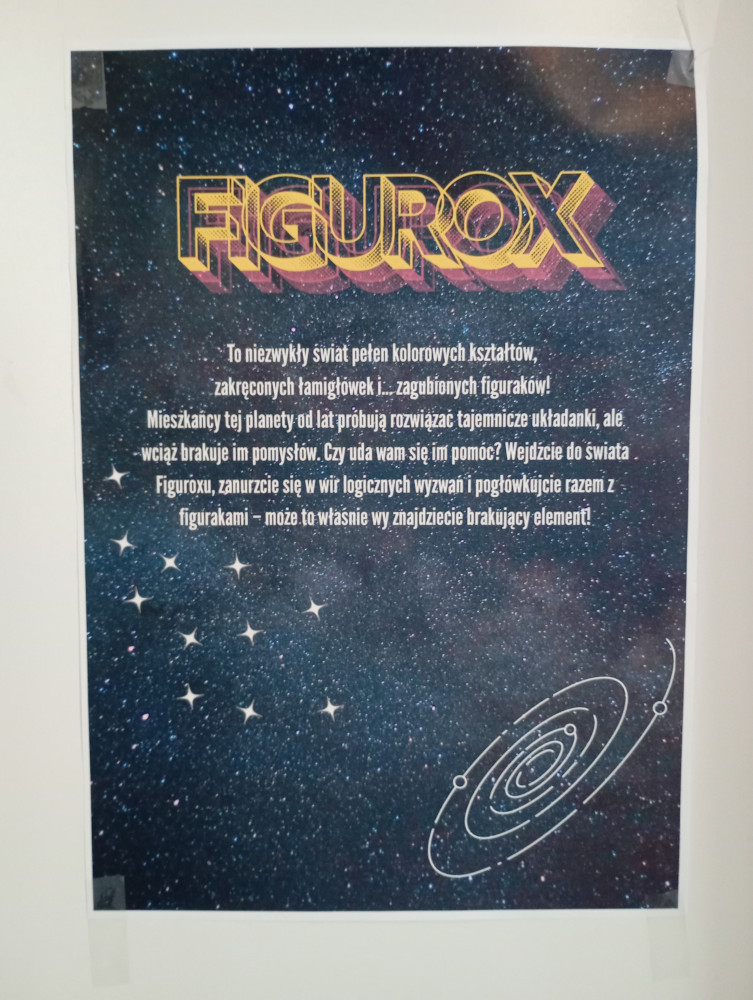 FIGUROX
To niezwykły świat pełen kolorowych kształtów,
zakręconych łamigłówek i... zagubionych figuraków!
Mieszkańcy tej planety od lat próbują rozwiązać tajemnicze układanki, ale
wciąż brakuje im pomysłów. Czy uda wam się im pomóc? Wejdźcie do świata
Figuroxu, zanurzcie się w wir logicznych wyzwań i pogłówkujcie razem z
figurakami – może to właśnie wy znajdziecie brakujący element!